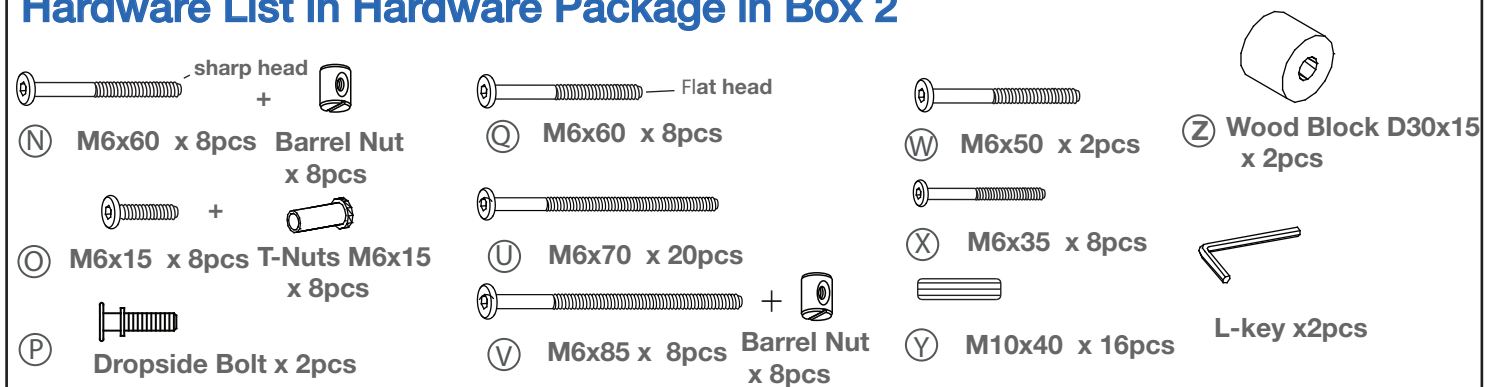 Hardware List in Hardware Package in Box 2
sharp head
+
N M6x60 x 8pcs Barrel Nut
x 8pcs
Flat head
Q M6x60 x 8pcs
W M6x50 x 2pcs
Z Wood Block D30x15
x 2pcs
+
O M6x15 x 8pcs T-Nuts M6x15
x 8pcs
U M6x70 x 20pcs
X M6x35 x 8pcs
P Dropside Bolt x 2pcs
+
V M6x85 x 8pcs Barrel Nut
x 8pcs
Y M10x40 x 16pcs
L-key x2pcs